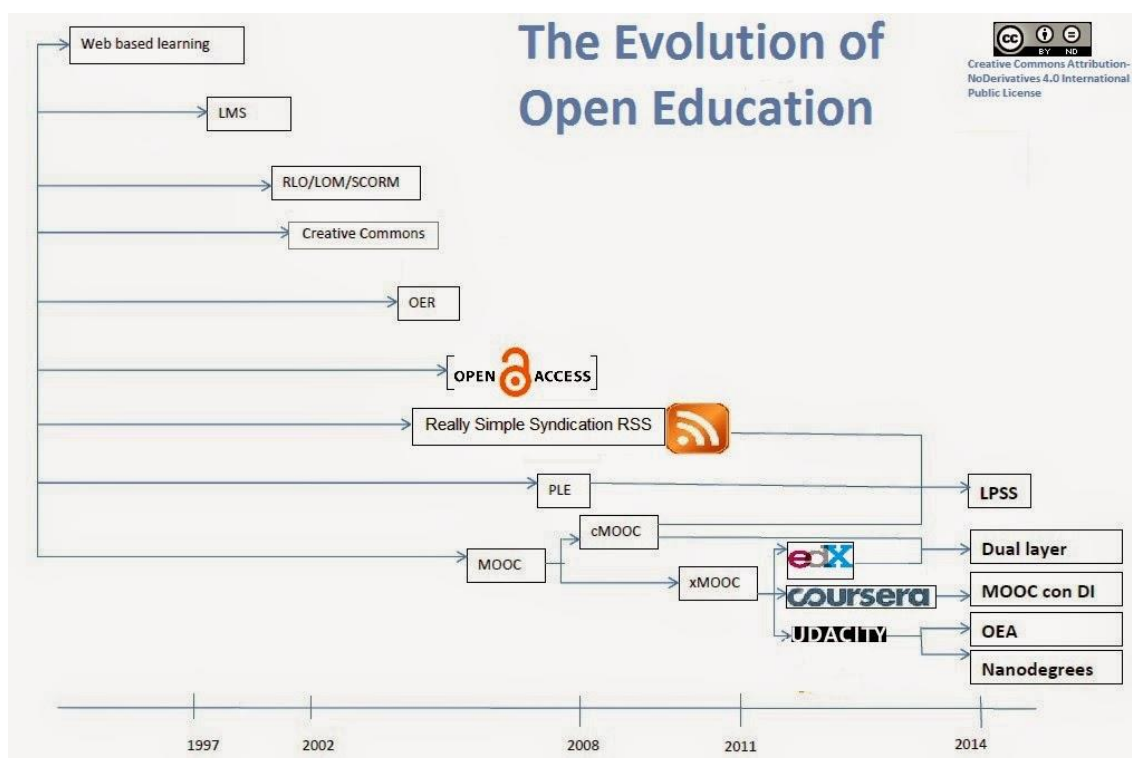 The Evolution of
Open Education
cc
BY ND
Creative Commons Attribution-
NoDerivatives 4.0 International
Public License
Web based learning
LMS
RLO/LOM/SCORM
Creative Commons
OER
OPEN ACCESS
Really Simple Syndication RSS
PLE
LPSS
cMOOC
MOOC
xMOOC
edX
Dual layer
coursera
MOOC con DI
UDACITY
OEA
Nanodegrees
1997 2002 2008 2011 2014